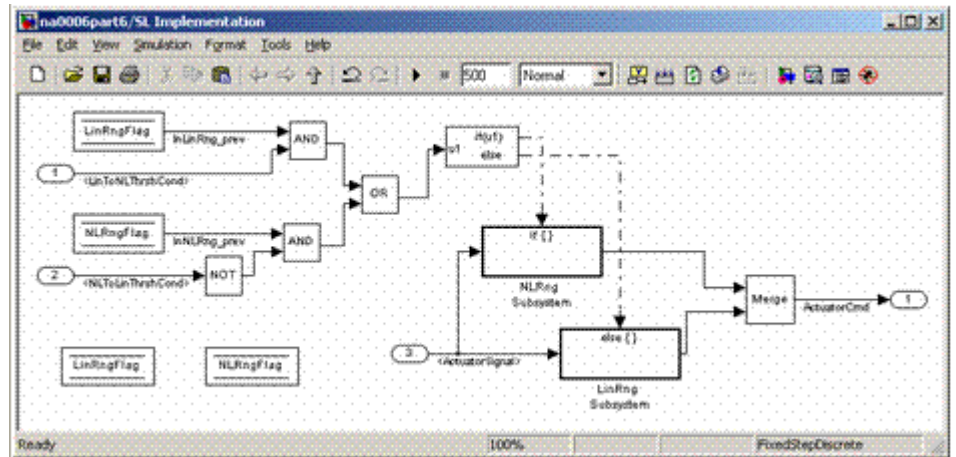 na0006part6/SL Implementation
File Edit View Simulation Format Tools Help
500 Normal
LinRngFlag
InLinRng_prev
AND
1
<LinToNLThrshCond>
if(u1)
u1
else
OR
NLRngFlag
InNLRng_prev
AND
2
<NLToLinThrshCond>
NOT
if { }
NLRng
Subsystem
Merge
ActuatorCmd
1
LinRngFlag
NLRngFlag
3
<ActuatorSignal>
else { }
LinRng
Subsystem
Ready 100% FixedStepDiscrete